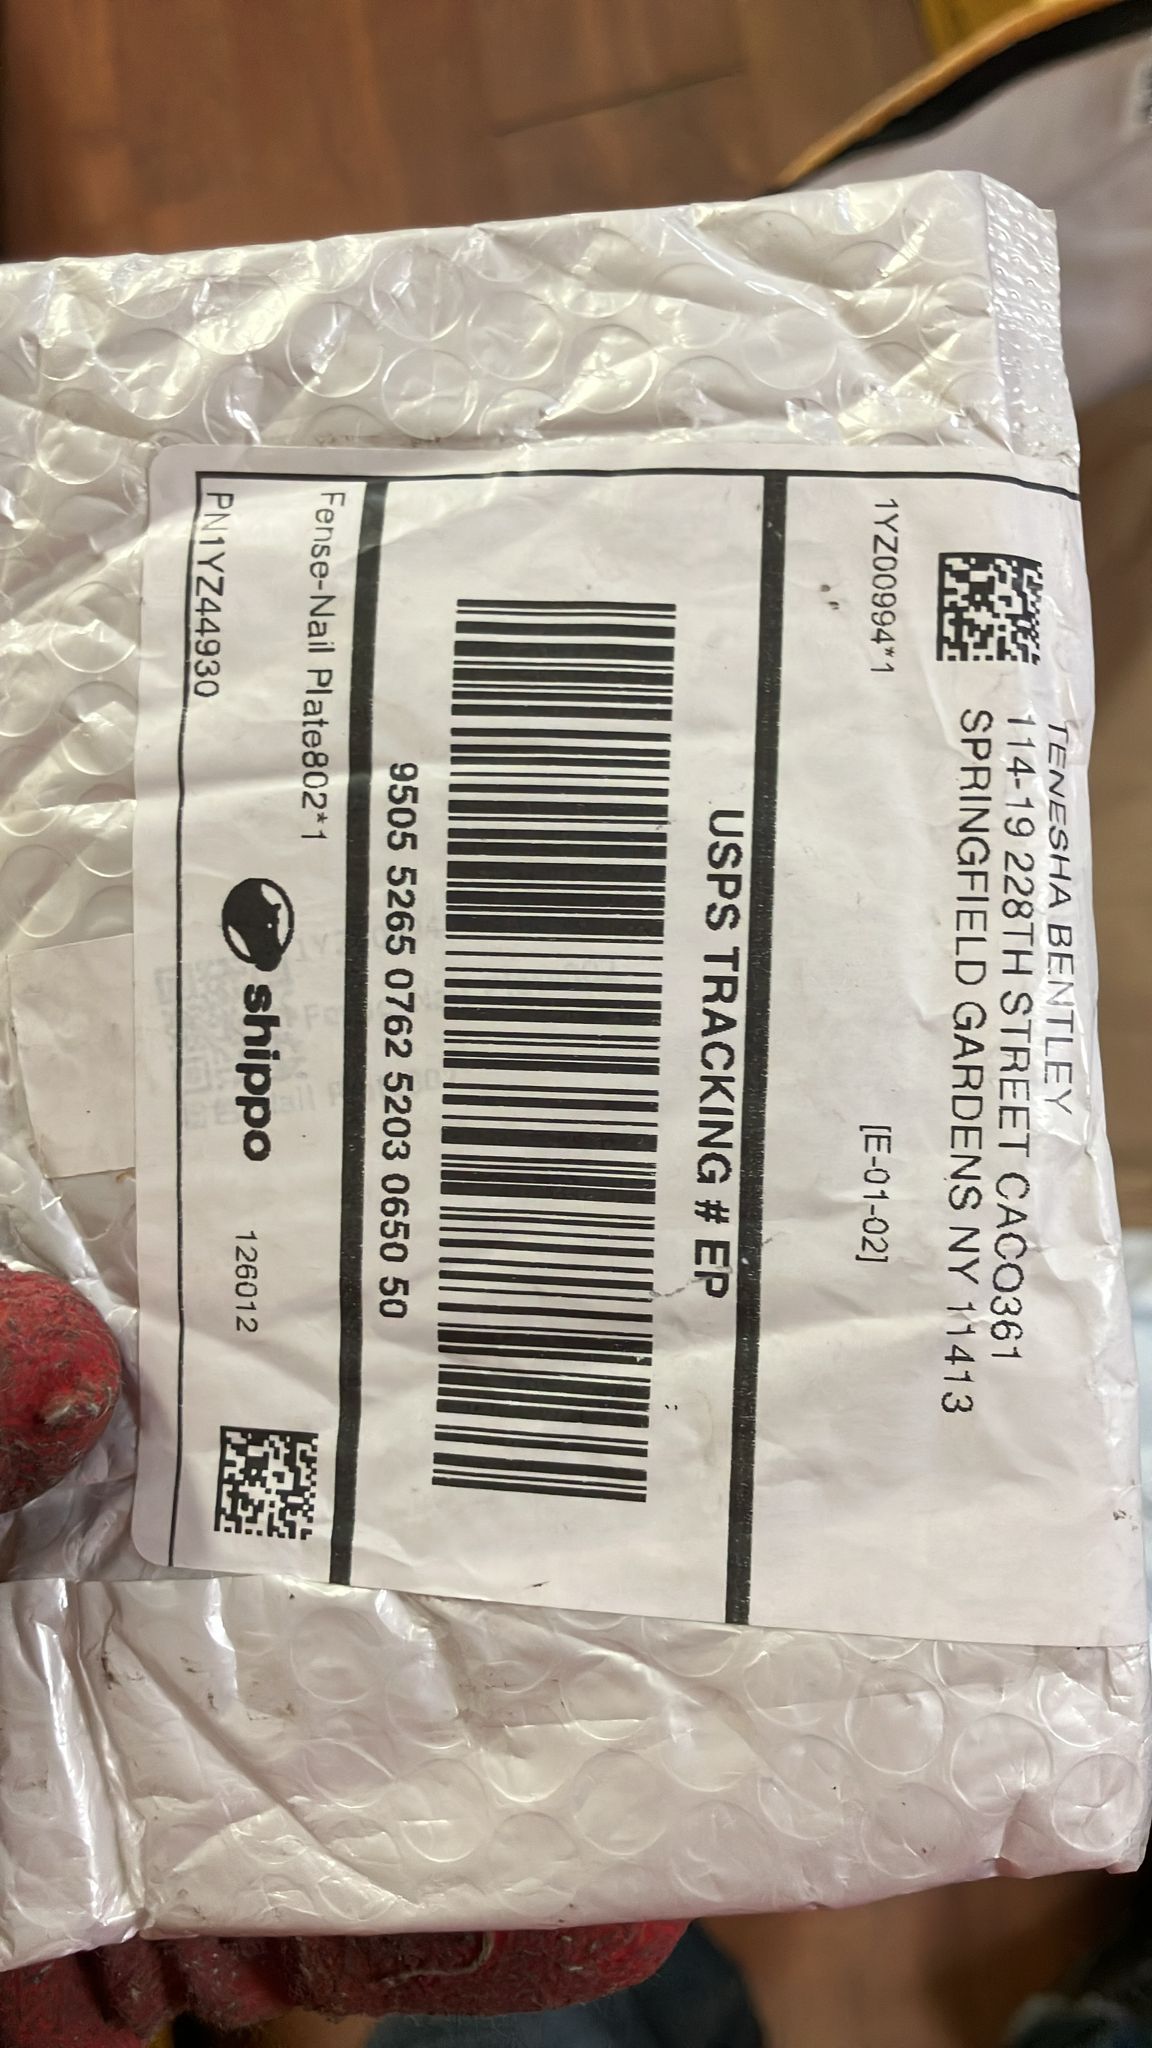 TENESHA BENTLEY
114-19 228TH STREET CACO361
SPRINGFIELD GARDENS NY 11413
1YZ00994*1
[E-01-02]
USPS TRACKING # EP
9505 5265 0762 5203 0650 50
Fense-Nail Plate802*1
shippo
126012
PN1YZ44930